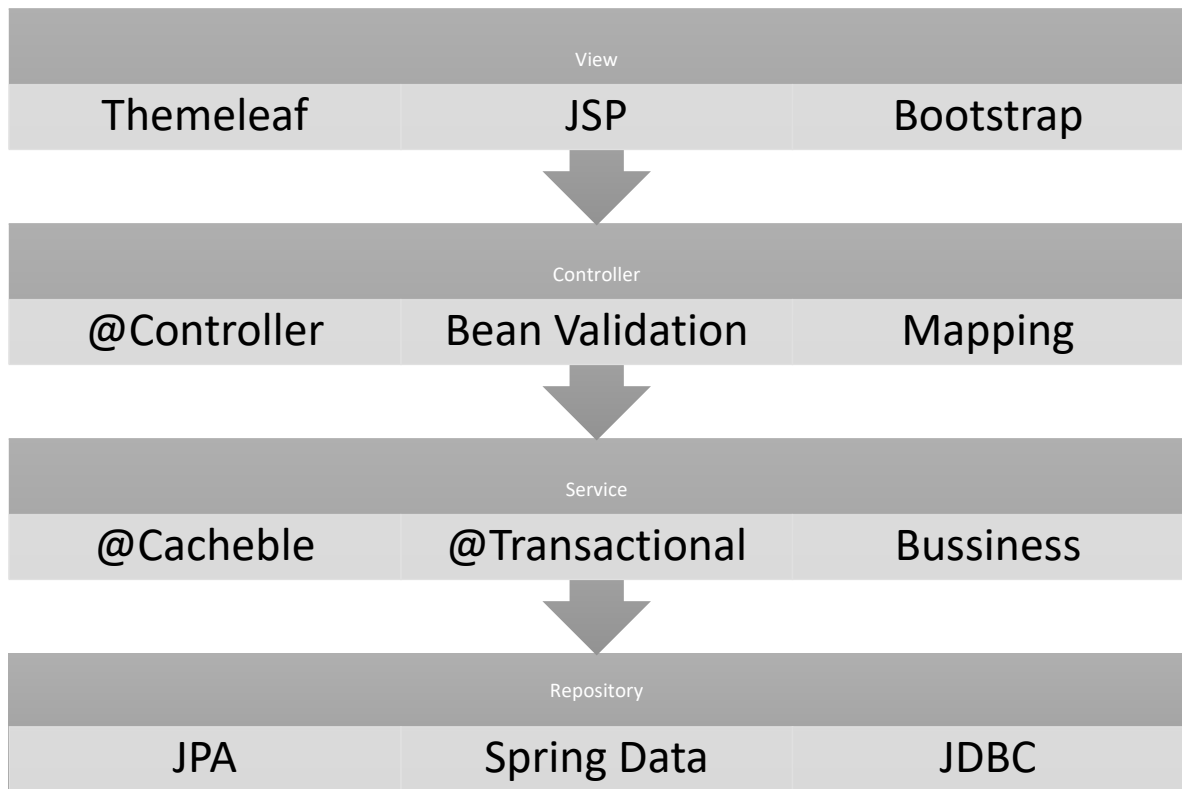 View
Themeleaf JSP Bootstrap
Controller
@Controller Bean Validation Mapping
Service
@Cacheble @Transactional Bussiness
Repository
JPA Spring Data JDBC